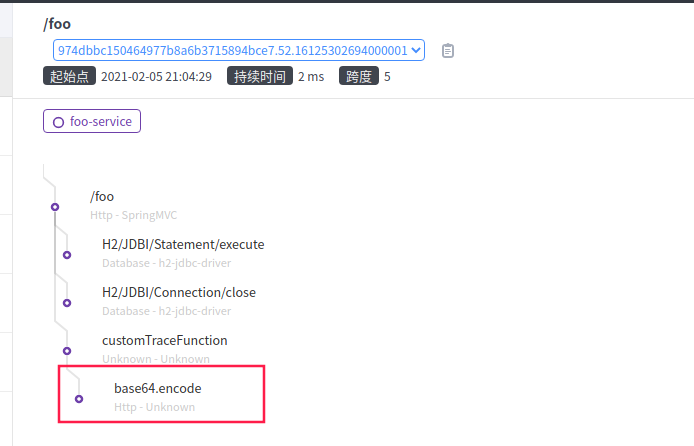 /foo
974dbbc150464977b8a6b3715894bce7.52.16125302694000001
起始点 2021-02-05 21:04:29 持续时间 2 ms 跨度 5
foo-service
/foo
Http - SpringMVC
H2/JDBI/Statement/execute
Database - h2-jdbc-driver
H2/JDBI/Connection/close
Database - h2-jdbc-driver
customTraceFunction
Unknown - Unknown
base64.encode
Http - Unknown